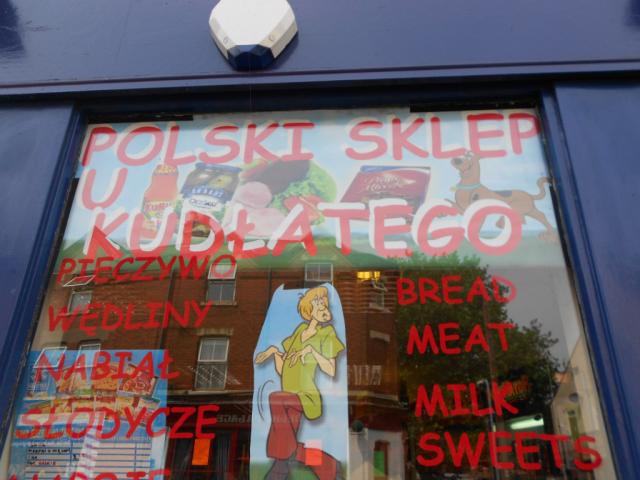 POLSKI SKLEP
U
KUDŁATEGO
PIECZYWO
WĘDLINY
NABIAŁ
SŁODYCZE
BREAD
MEAT
MILK
SWEETS